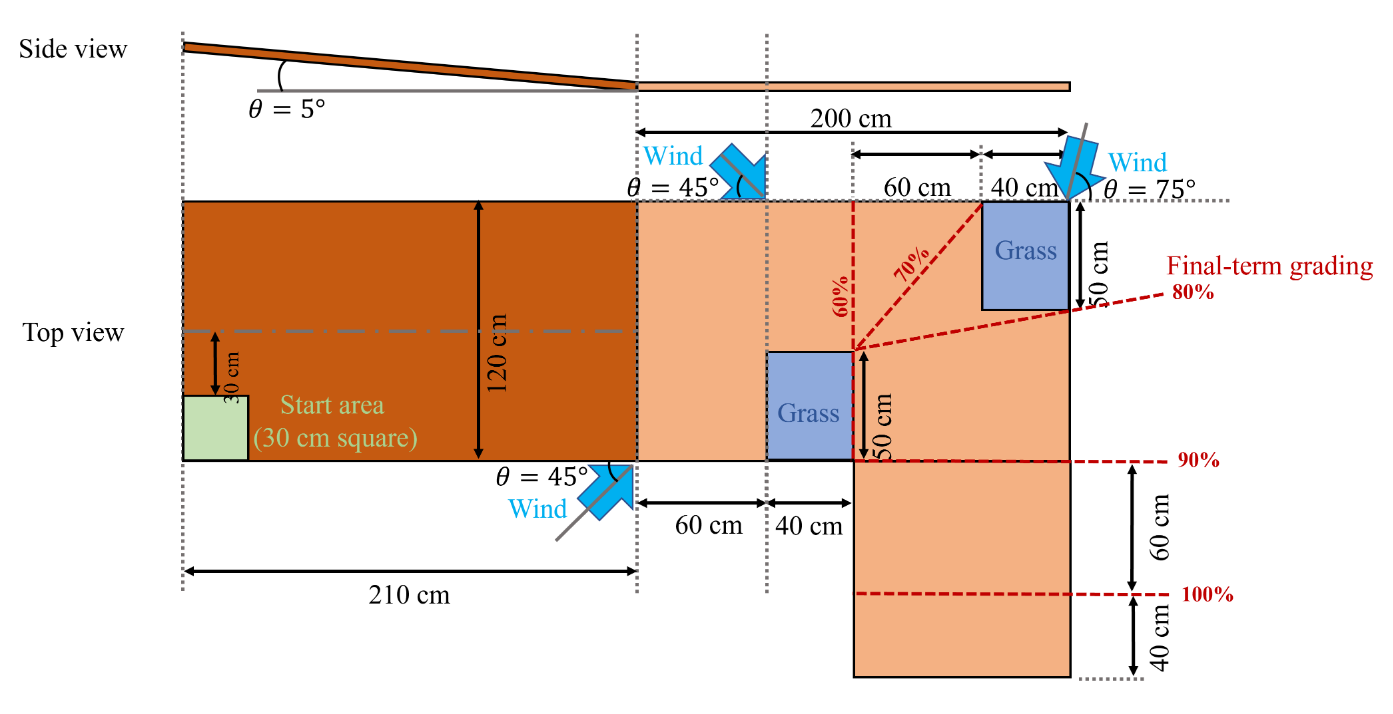 Side view
θ = 5°
200 cm
Wind
θ = 45°
60 cm
40 cm
Wind
θ = 75°
Grass
50 cm
Final-term grading
80%
70%
60%
Top view
30 cm
120 cm
Start area
(30 cm square)
Grass
50 cm
90%
θ = 45°
Wind
60 cm
40 cm
60 cm
210 cm
100%
40 cm